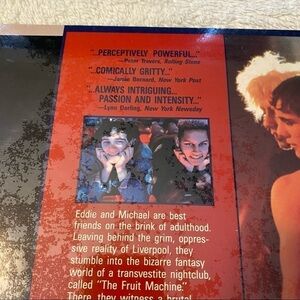 "...PERCEPTIVELY POWERFUL..."
—Peter Travers, Rolling Stone
"...COMICALLY GRITTY..."
—Jamie Bernard, New York Post
"...ALWAYS INTRIGUING...
PASSION AND INTENSITY..."
—Lynn Darling, New York Newsday
Eddie and Michael are best
friends on the brink of adulthood.
Leaving behind the grim, oppres-
sive reality of Liverpool, they
stumble into the bizarre fantasy
world of a transvestite nightclub,
called "The Fruit Machine."
There, they witness a brutal